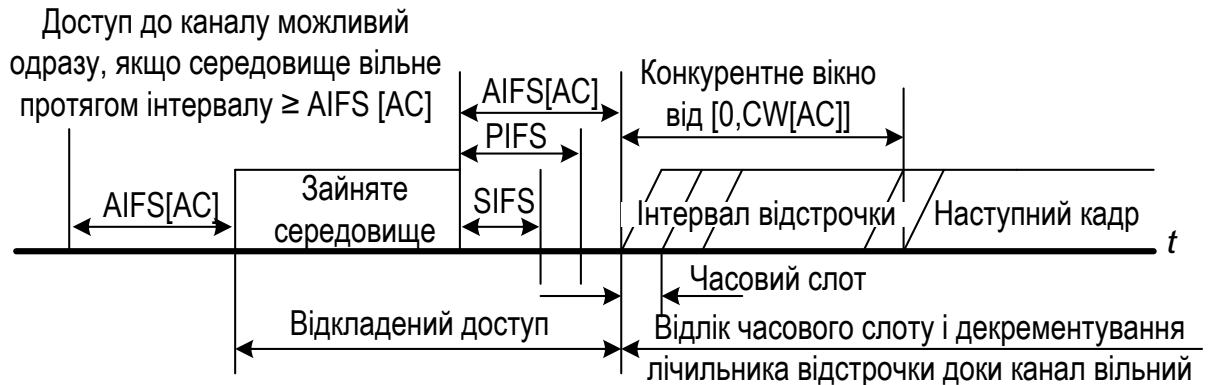 Доступ до каналу можливий
одразу, якщо середовище вільне
протягом інтервалу ≥ AIFS [AC]
AIFS[AC]
Зайняте
середовище
AIFS[AC]
PIFS
SIFS
Конкурентне вікно
від [0,CW[AC]]
Інтервал відстрочки
Наступний кадр
t
Часовий слот
Відкладений доступ
Відлік часового слоту і декрементування
лічильника відстрочки доки канал вільний